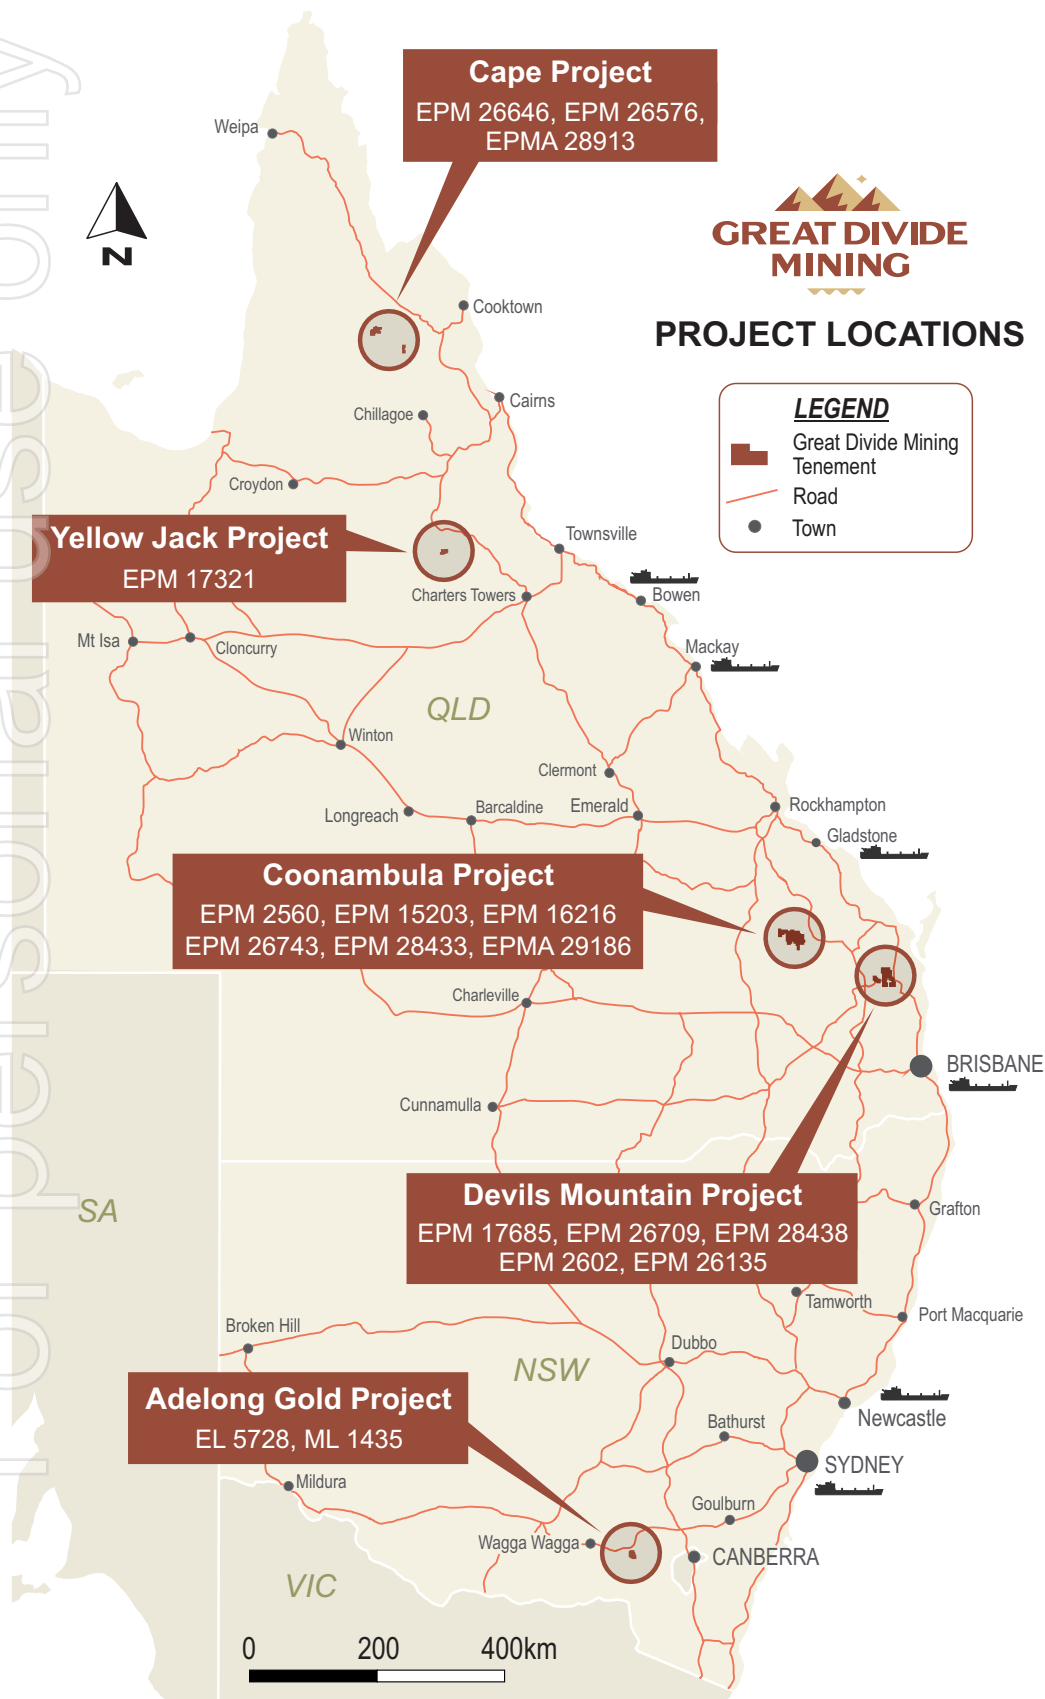 For personal use only
Cape Project
EPM 26646, EPM 26576,
EPMA 28913
Weipa
N
GREAT DIVIDE
MINING
PROJECT LOCATIONS
Cooktown
LEGEND
Great Divide Mining
Tenement
Road
Town
Cairns
Chillagoe
Croydon
Yellow Jack Project
EPM 17321
Townsville
Charters Towers
Bowen
Mt Isa
Cloncurry
Mackay
QLD
Winton
Clermont
Longreach
Barcaldine
Emerald
Rockhampton
Gladstone
Coonambula Project
EPM 2560, EPM 15203, EPM 16216
EPM 26743, EPM 28433, EPMA 29186
Charleville
BRISBANE
Cunnamulla
Devils Mountain Project
EPM 17685, EPM 26709, EPM 28438
EPM 2602, EPM 26135
SA
Grafton
Tamworth
Port Macquarie
Broken Hill
Dubbo
NSW
Adelong Gold Project
EL 5728, ML 1435
Newcastle
Bathurst
SYDNEY
Mildura
Goulburn
Wagga Wagga
CANBERRA
VIC
0 200 400km